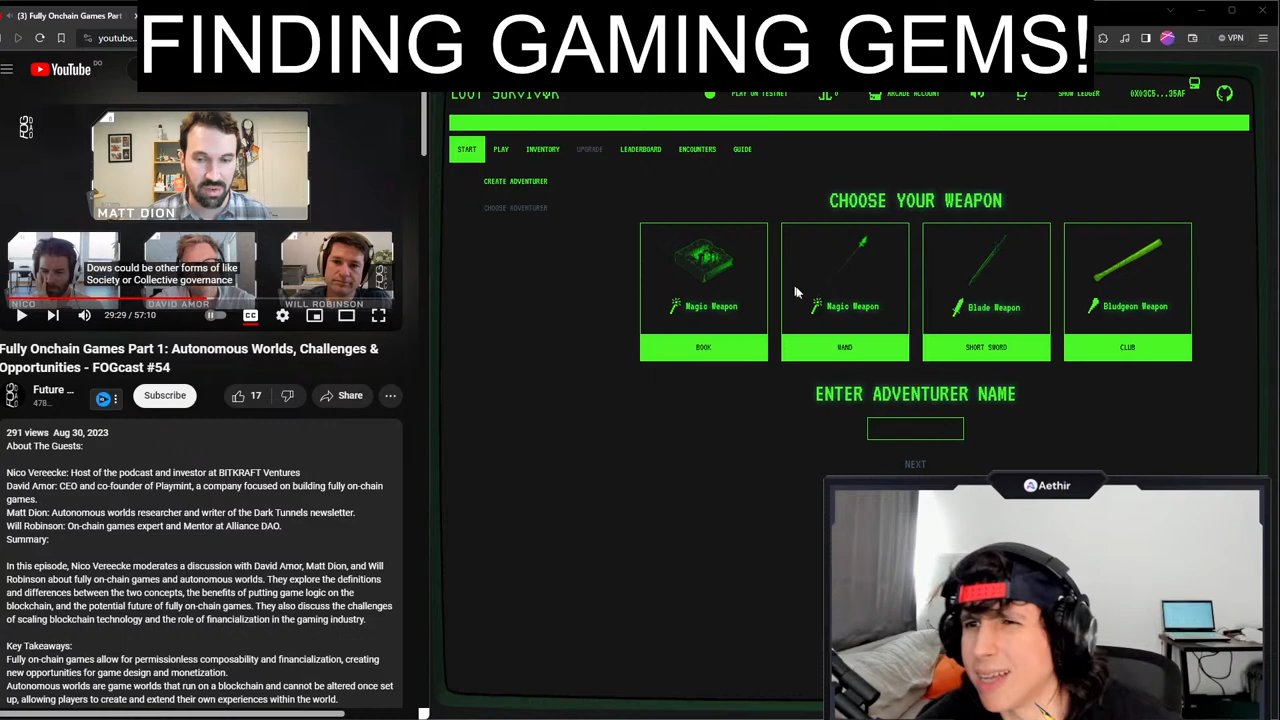 (3) Fully Onchain Games Part
youtube...
VPN
FINDING GAMING GEMS!
YouTube
DO
MATT DION
Dows could be other forms of like
Society or Collective governance
NICO
DAVID AMOR
WILL ROBINSON
29:29 / 57:10
CC
Fully Onchain Games Part 1: Autonomous Worlds, Challenges &
Opportunities - FOGcast #54
Future ...
478...
Subscribe
17
Share
291 views Aug 30, 2023
About The Guests:
Nico Vereecke: Host of the podcast and investor at BITKRAFT Ventures
David Amor: CEO and co-founder of Playmint, a company focused on building fully on-chain
games.
Matt Dion: Autonomous worlds researcher and writer of the Dark Tunnels newsletter.
Will Robinson: On-chain games expert and Mentor at Alliance DAO.
Summary:
In this episode, Nico Vereecke moderates a discussion with David Amor, Matt Dion, and Will
Robinson about fully on-chain games and autonomous worlds. They explore the definitions
and differences between the two concepts, the benefits of putting game logic on the
blockchain, and the potential future of fully on-chain games. They also discuss the challenges
of scaling blockchain technology and the role of financialization in the gaming industry.
Key Takeaways:
Fully on-chain games allow for permissionless composability and financialization, creating
new opportunities for game design and monetization.
Autonomous worlds are game worlds that run on a blockchain and cannot be altered once set
up, allowing players to create and extend their own experiences within the world.
LOOT SURVIVOR
PLAY ON TESTNET
0
ARCADE ACCOUNT
SHOW LEDGER
0X03C5...35AF
START
PLAY
INVENTORY
UPGRADE
LEADERBOARD
ENCOUNTERS
GUIDE
CREATE ADVENTURER
CHOOSE ADVENTURER
CHOOSE YOUR WEAPON
Magic Weapon
Magic Weapon
Blade Weapon
Bludgeon Weapon
BOOK
WAND
SHORT SWORD
CLUB
ENTER ADVENTURER NAME
NEXT
Aethir